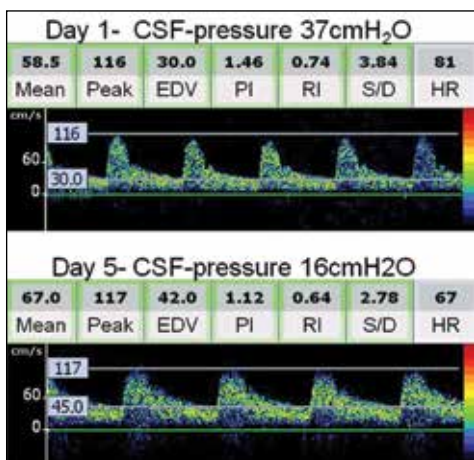 Day 1- CSF-pressure 37cmH₂O
58.5 116 30.0 1.46 0.74 3.84 81
Mean Peak EDV PI RI S/D HR
cm/s
116
60
30.0
0
Day 5- CSF-pressure 16cmH2O
67.0 117 42.0 1.12 0.64 2.78 67
Mean Peak EDV PI RI S/D HR
cm/s
117
60
45.0
0